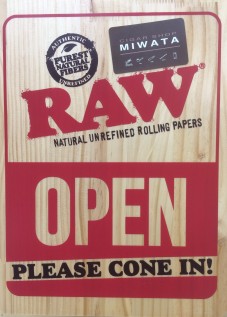 AUTHENTIC
PUREST
NATURAL
FIBERS
UNREFINED
CIGAR SHOP
MIWATA
RAW®
NATURAL UNREFINED ROLLING PAPERS
OPEN
PLEASE CONE IN!